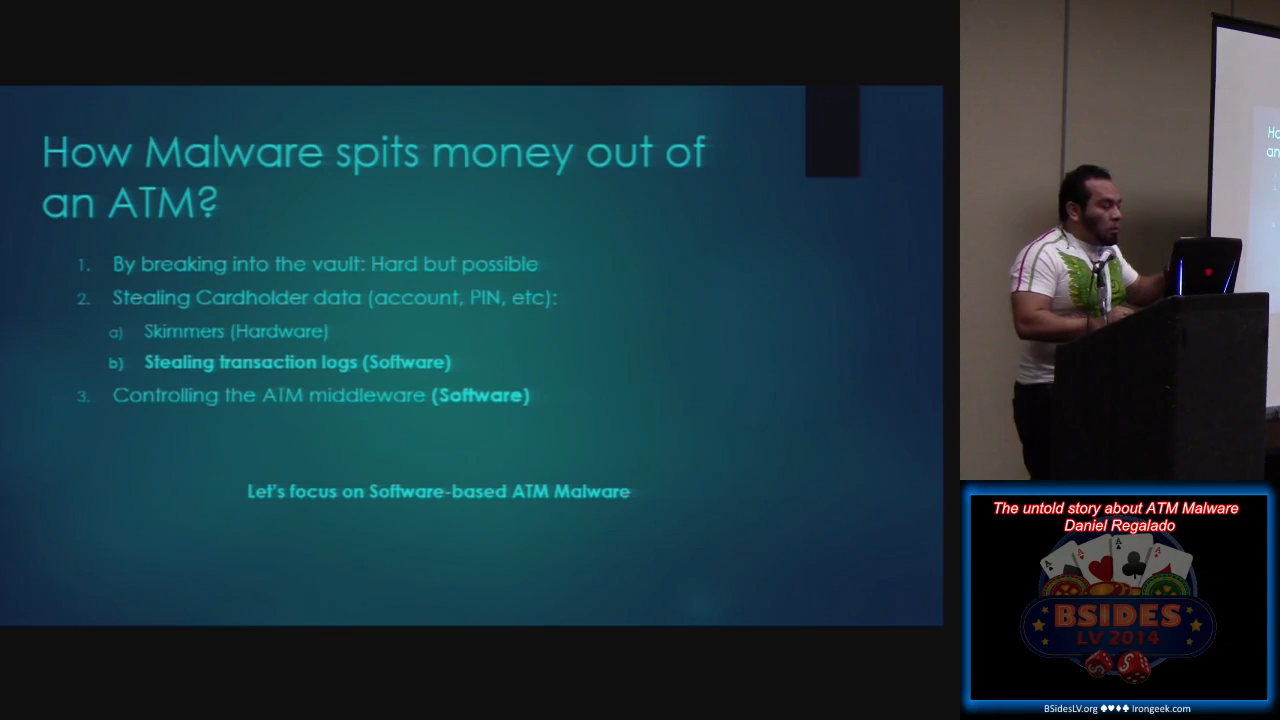 How Malware spits money out of
an ATM?
1. By breaking into the vault: Hard but possible
2. Stealing Cardholder data (account, PIN, etc):
a) Skimmers (Hardware)
b) Stealing transaction logs (Software)
3. Controlling the ATM middleware (Software)
Let's focus on Software-based ATM Malware
Ho
an
The untold story about ATM Malware
Daniel Regalado
A
A
A
A
BSIDES
LV 2014
S
S
BSidesLV.org ♠♥♦♣ Irongeek.com